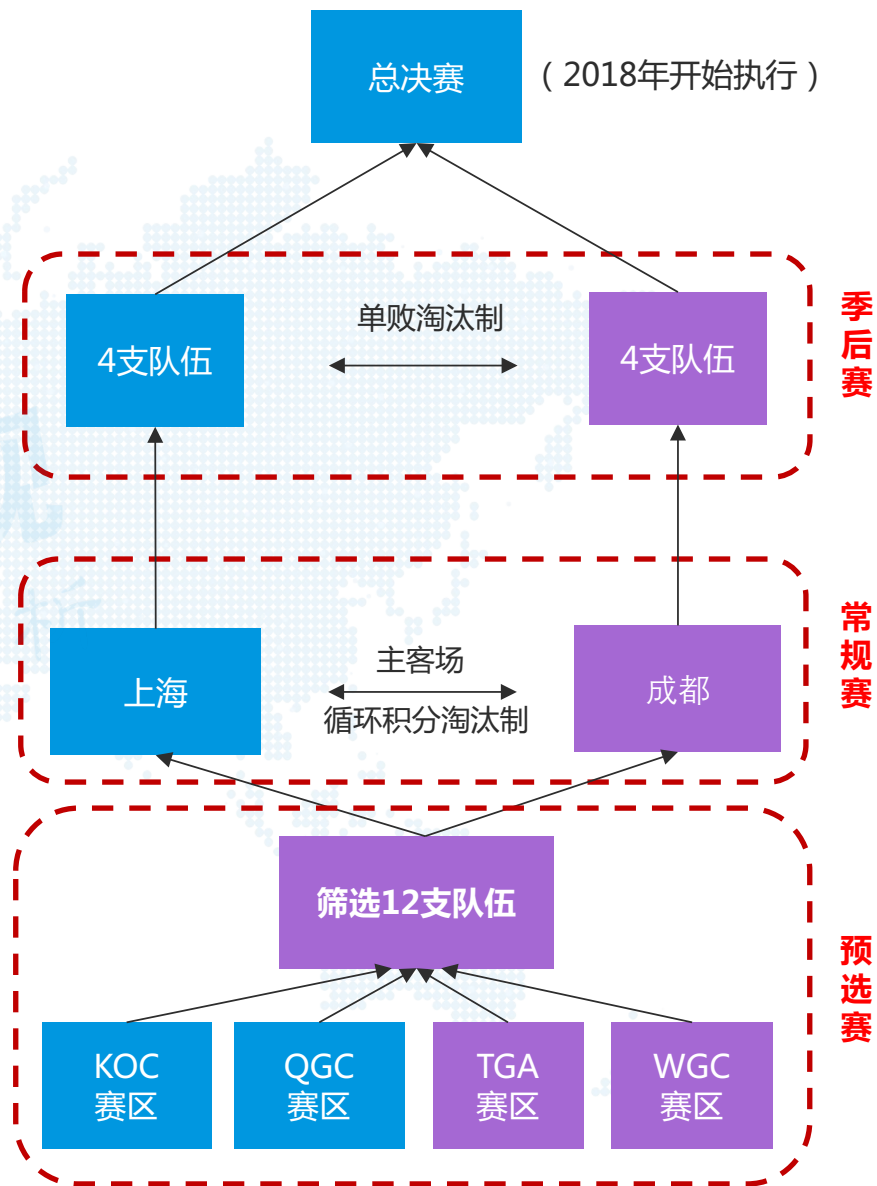 总决赛
（2018年开始执行）
单败淘汰制
4支队伍
4支队伍
季后赛
主客场
上海
成都
循环积分淘汰制
常规赛
筛选12支队伍
预选赛
KOC
赛区
QGC
赛区
TGA
赛区
WGC
赛区
析